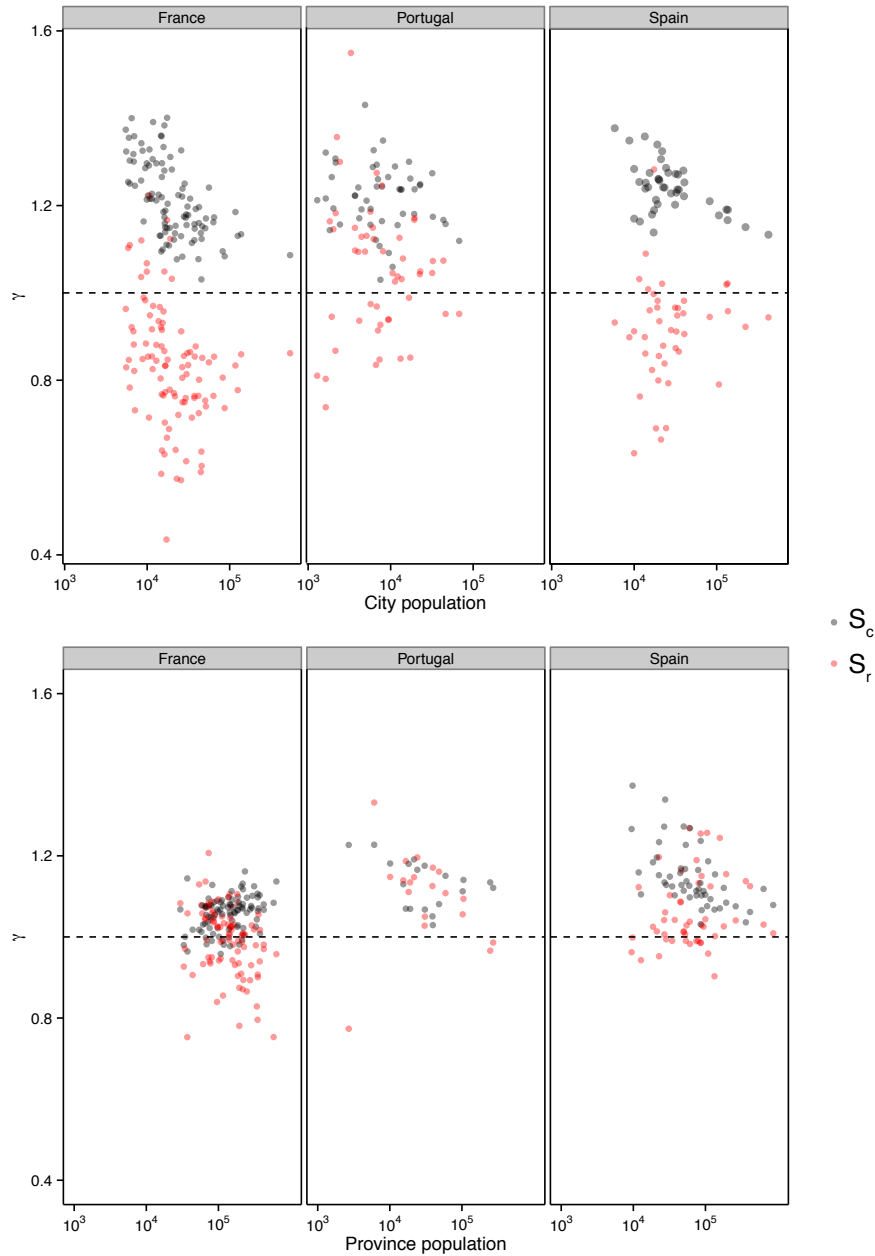 France Portugal Spain
1.6
1.2
γ
0.8
0.4
10³ 10⁴ 10⁵ 10³ 10⁴ 10⁵ 10³ 10⁴ 10⁵
City population
S_c
S_r
France Portugal Spain
1.6
1.2
γ
0.8
0.4
10³ 10⁴ 10⁵ 10³ 10⁴ 10⁵ 10³ 10⁴ 10⁵
Province population